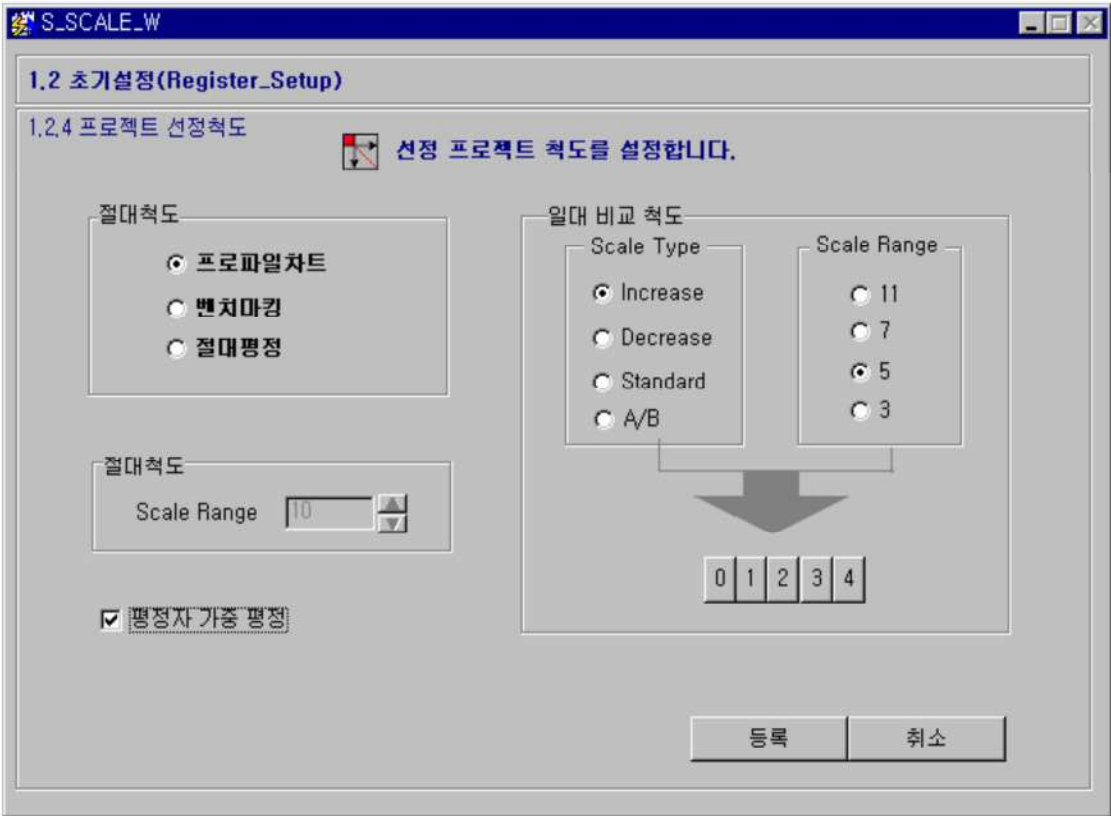 S_SCALE_W
1.2 초기설정(Register_Setup)
1.2.4 프로젝트 선정척도
선정 프로젝트 척도를 설정합니다.
절대척도
프로파일차트
벤치마킹
절대평정
절대척도
Scale Range 10
평정자 가중 평정
일대 비교 척도
Scale Type
Increase
Decrease
Standard
A/B
Scale Range
11
7
5
3
0 1 2 3 4
등록 취소